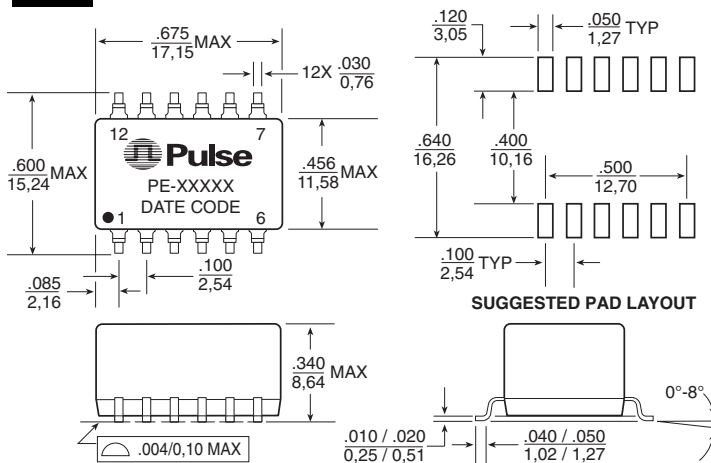 .675
17,15 MAX
12X .030
0,76
.120
3,05
.050
1,27 TYP
12 7
Pulse
PE-XXXXX
DATE CODE
1 6
.600
15,24 MAX
.456
11,58 MAX
.640
16,26
.400
10,16
.500
12,70
.085
2,16
.100
2,54
.100
2,54 TYP
SUGGESTED PAD LAYOUT
.340
8,64 MAX
0°-8°
.004/0,10 MAX
.010 / .020
0,25 / 0,51
.040 / .050
1,02 / 1,27